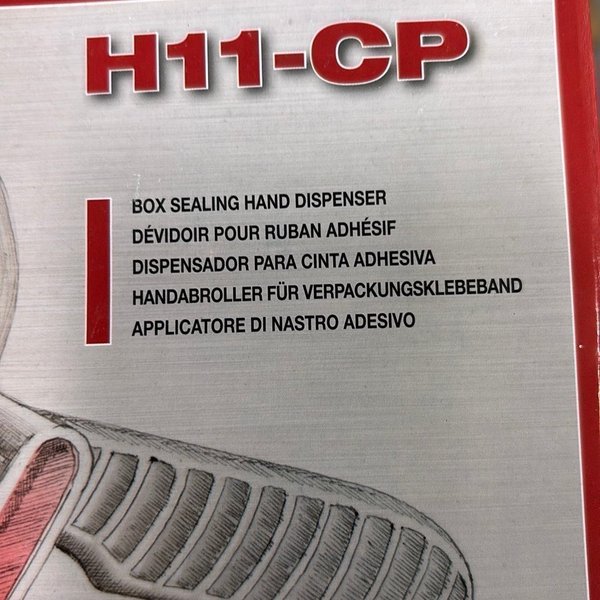 H11-CP
BOX SEALING HAND DISPENSER
DÉVIDOIR POUR RUBAN ADHÉSIF
DISPENSADOR PARA CINTA ADHESIVA
HANDABROLLER FÜR VERPACKUNGSKLEBEBAND
APPLICATORE DI NASTRO ADESIVO